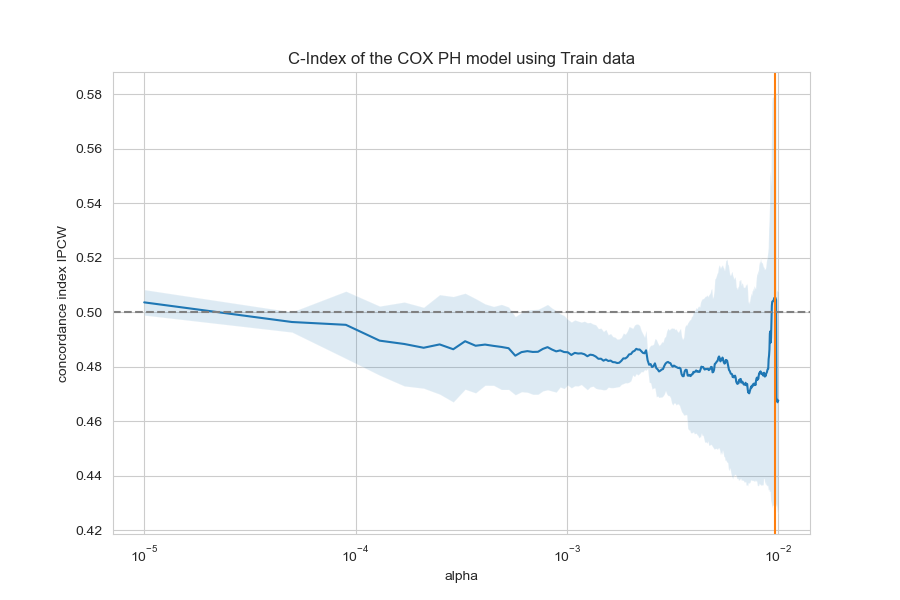 C-Index of the COX PH model using Train data
concordance index IPCW
0.58
0.56
0.54
0.52
0.50
0.48
0.46
0.44
0.42
10⁻⁵ 10⁻⁴ 10⁻³ 10⁻²
alpha